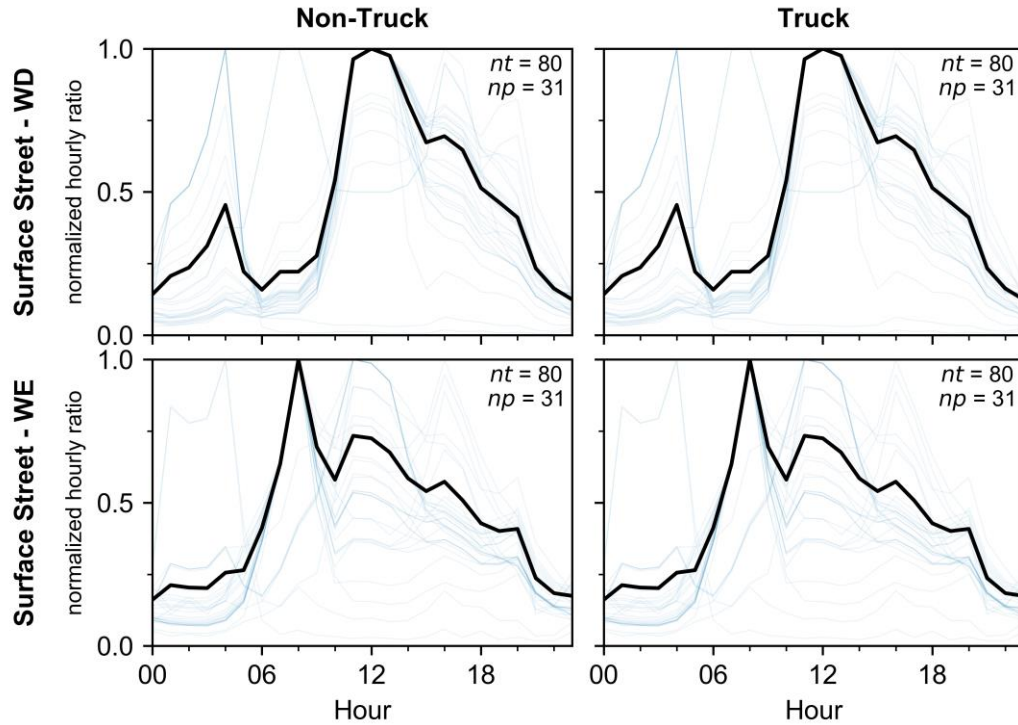 Non-Truck
Truck
Surface Street - WD
normalized hourly ratio
1.0
0.5
0.0
nt = 80
np = 31
nt = 80
np = 31
Surface Street - WE
normalized hourly ratio
1.0
0.5
0.0
nt = 80
np = 31
nt = 80
np = 31
00 06 12 18
00 06 12 18
Hour
Hour